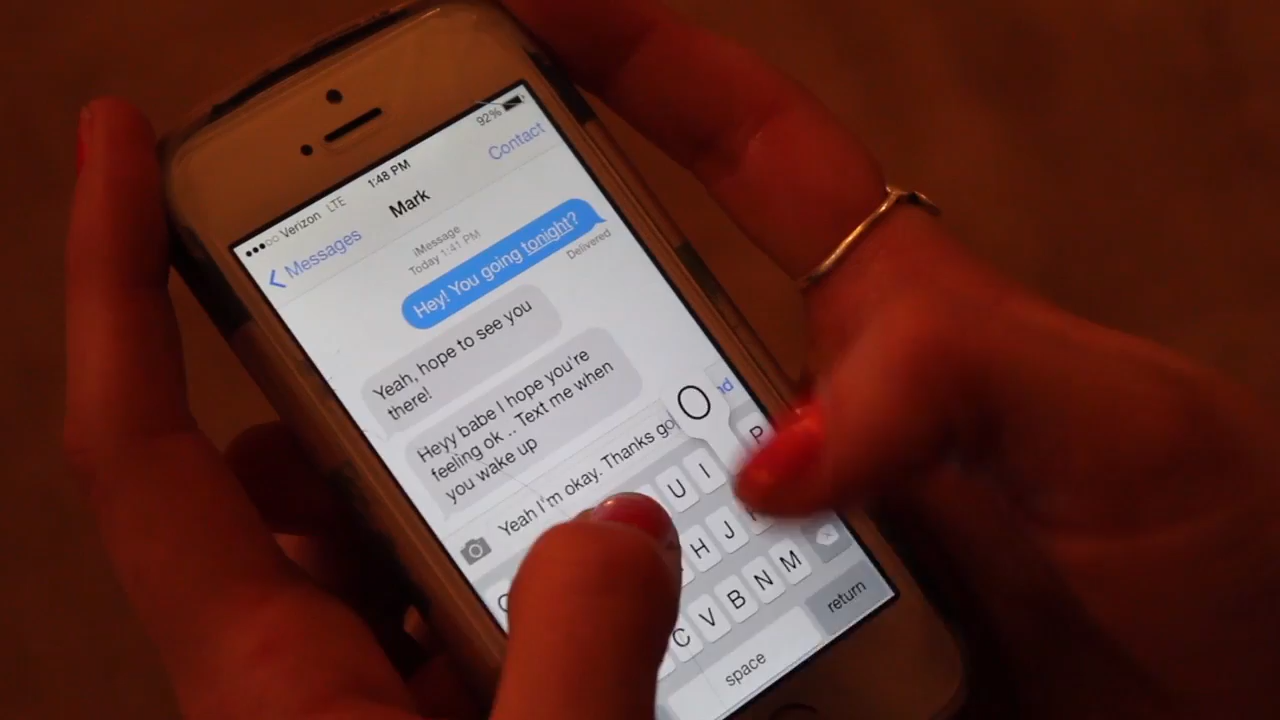 92%
●●●○○ Verizon LTE
1:48 PM
Messages
Mark
Contact
iMessage
Today 1:41 PM
Hey! You going tonight?
Delivered
Yeah, hope to see you
there!
Heyy babe I hope you're
feeling ok .. Text me when
you wake up
Yeah I'm okay. Thanks go
O
U I P
H J
C V B N M
space return